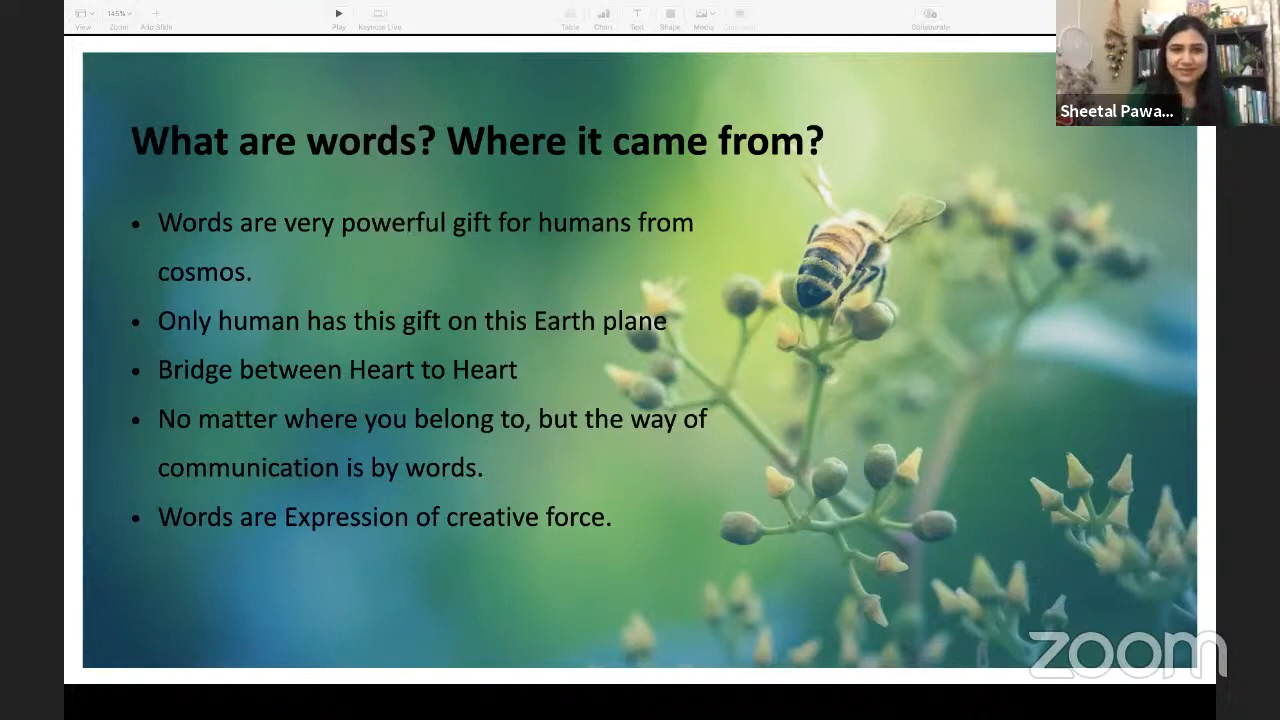 145%
View
Zoom
Add Slide
Play
Keynote Live
Table
Chart
Text
Shape
Media
Comment
Collaborate
Sheetal Pawa...
What are words? Where it came from?
• Words are very powerful gift for humans from
cosmos.
• Only human has this gift on this Earth plane
• Bridge between Heart to Heart
• No matter where you belong to, but the way of
communication is by words.
• Words are Expression of creative force.
zoom